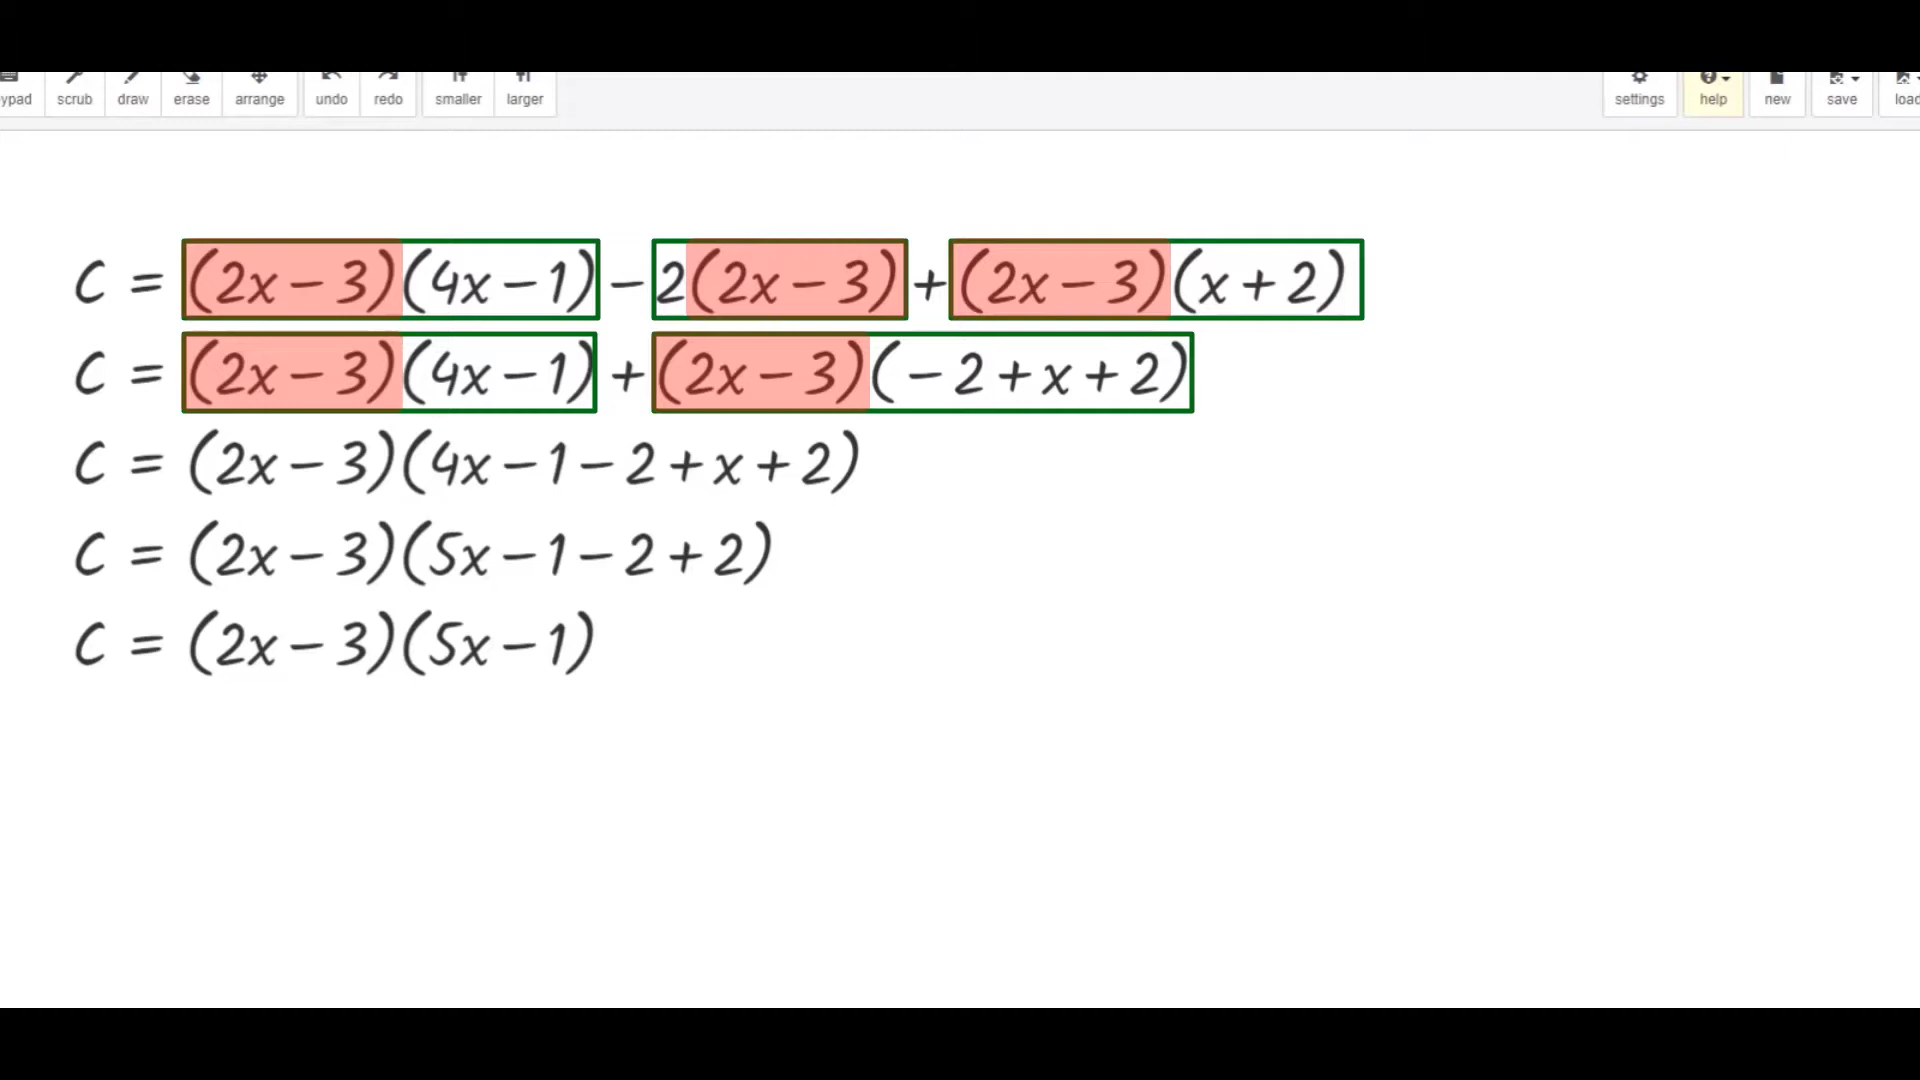 ypad scrub draw erase arrange undo redo smaller larger settings help new save load
C = (2x − 3)(4x − 1) − 2(2x − 3) + (2x − 3)(x + 2)
C = (2x − 3)(4x − 1) + (2x − 3)(− 2 + x + 2)
C = (2x − 3)(4x − 1 − 2 + x + 2)
C = (2x − 3)(5x − 1 − 2 + 2)
C = (2x − 3)(5x − 1)